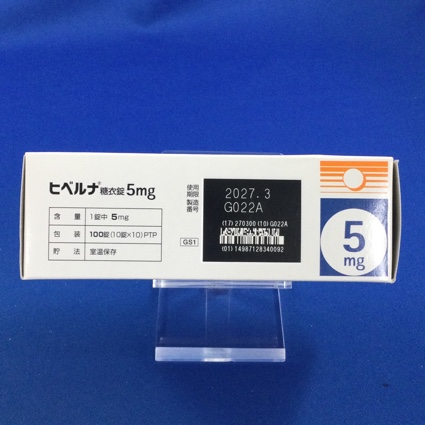 ヒベルナ®糖衣錠5mg
含量 1錠中 5mg
包装 100錠(10錠×10)PTP
貯法 室温保存
使用期限 2027.3
製造番号 G022A
(17)270300(10)G022A
GS1
(01)14987128340092
5
mg